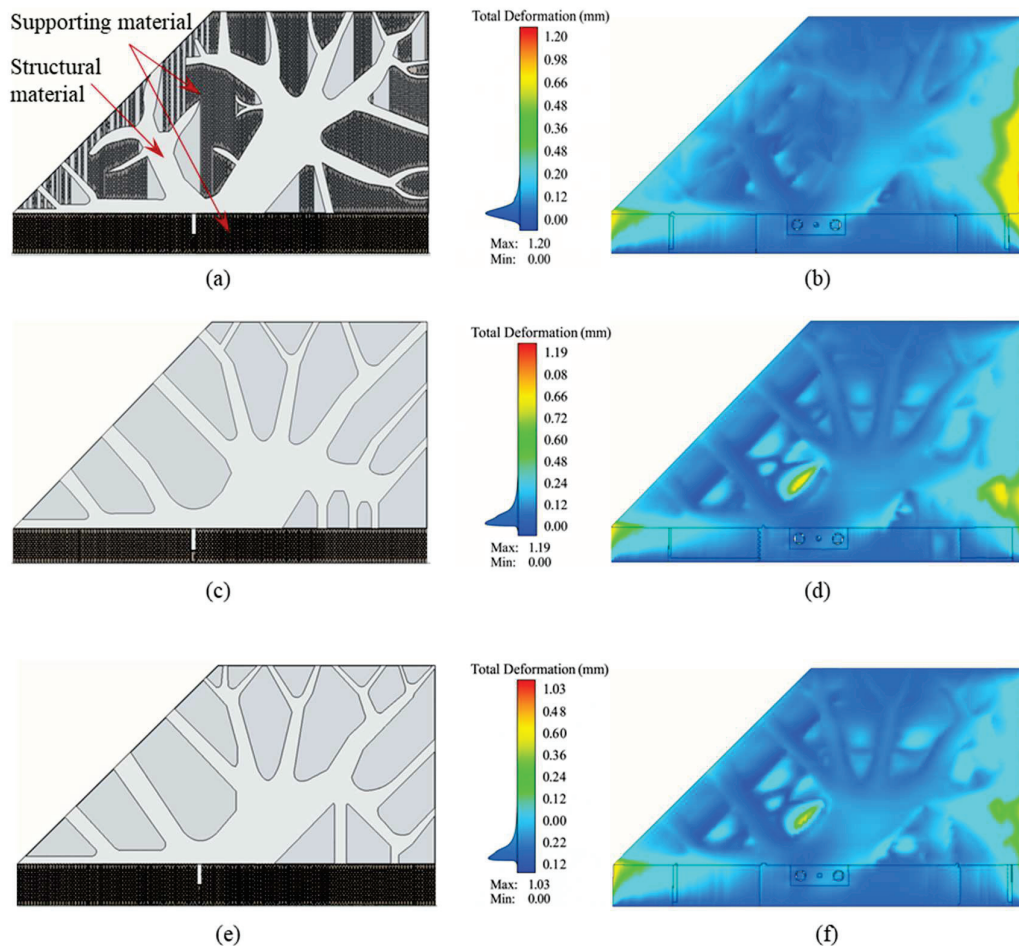 Supporting material
Structural
material
(a)
Total Deformation (mm)
1.20
0.98
0.66
0.48
0.36
0.20
0.12
0.00
Max: 1.20
Min: 0.00
(b)
(c)
Total Deformation (mm)
1.19
0.08
0.66
0.72
0.60
0.48
0.24
0.12
0.00
Max: 1.19
Min: 0.00
(d)
(e)
Total Deformation (mm)
1.03
0.48
0.60
0.24
0.12
0.00
0.22
0.12
Max: 1.03
Min: 0.00
(f)